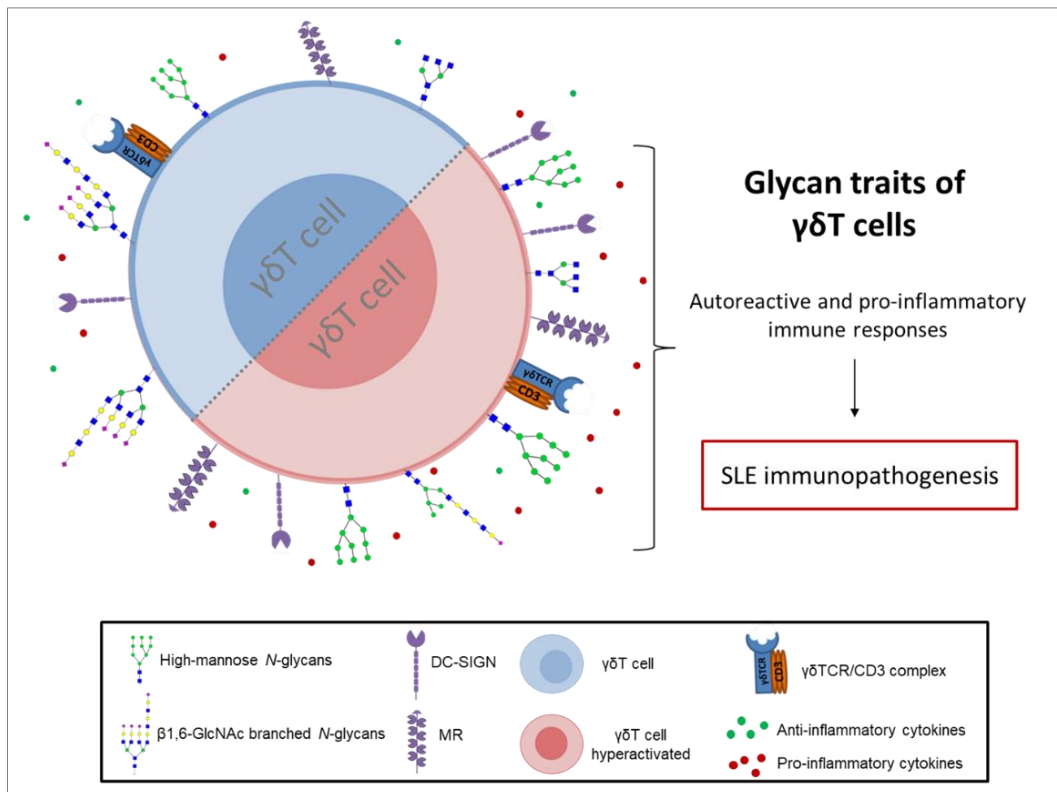 CD3
γδTCR
γδT cell
γδT cell
γδTCR
CD3
Glycan traits of
γδT cells
Autoreactive and pro-inflammatory
immune responses
SLE immunopathogenesis
High-mannose N-glycans
DC-SIGN
γδT cell
γδTCR
CD3
γδTCR/CD3 complex
β1,6-GlcNAc branched N-glycans
MR
γδT cell
hyperactivated
Anti-inflammatory cytokines
Pro-inflammatory cytokines